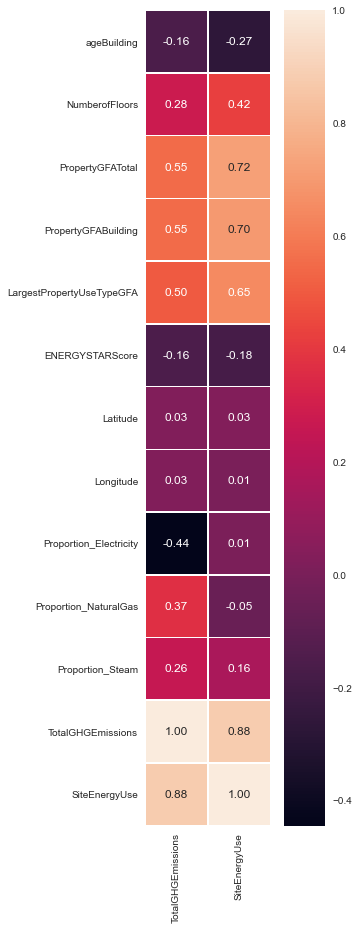 ageBuilding -0.16 -0.27
NumberofFloors 0.28 0.42
PropertyGFATotal 0.55 0.72
PropertyGFABuilding 0.55 0.70
LargestPropertyUseTypeGFA 0.50 0.65
ENERGYSTARScore -0.16 -0.18
Latitude 0.03 0.03
Longitude 0.03 0.01
Proportion_Electricity -0.44 0.01
Proportion_NaturalGas 0.37 -0.05
Proportion_Steam 0.26 0.16
TotalGHGEmissions 1.00 0.88
SiteEnergyUse 0.88 1.00
TotalGHGEmissions
SiteEnergyUse
1.0
0.8
0.6
0.4
0.2
0.0
−0.2
−0.4